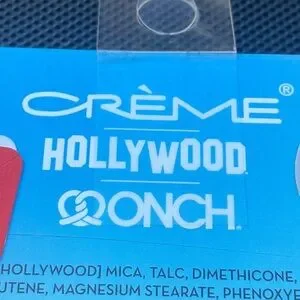 CRÈME®
HOLLYWOOD
ONCH
HOLLYWOOD] MICA, TALC, DIMETHICONE,
MAGNESIUM STEARATE,